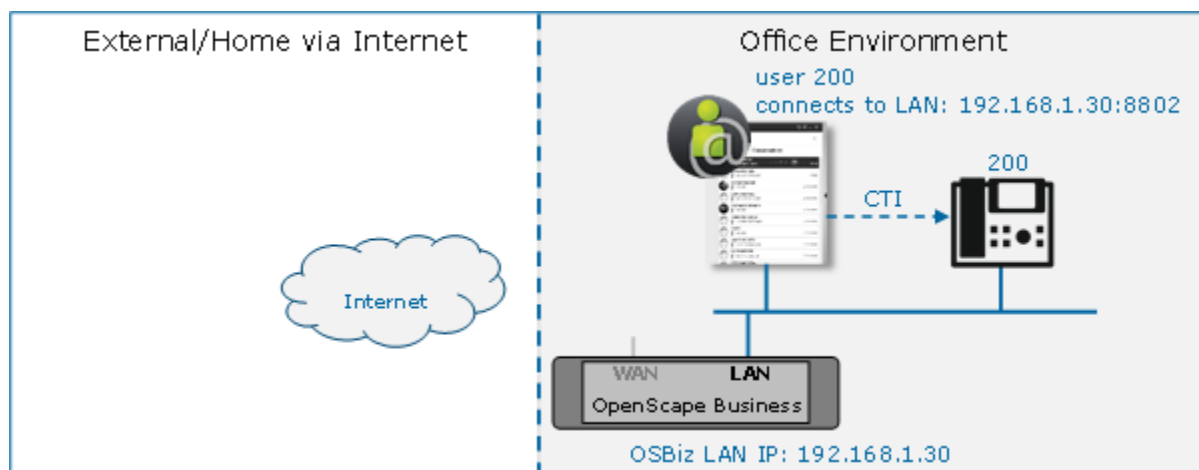 External/Home via Internet
Office Environment
user 200
connects to LAN: 192.168.1.30:8802
@
200
CTI
Internet
WAN LAN
OpenScape Business
OSBiz LAN IP: 192.168.1.30